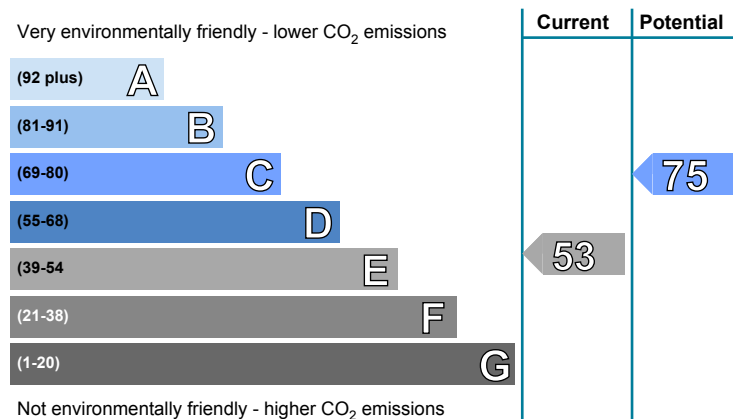 Current Potential
Very environmentally friendly - lower CO2 emissions
(92 plus) A
(81-91) B
(69-80) C
75
(55-68) D
(39-54 E
53
(21-38) F
(1-20) G
Not environmentally friendly - higher CO2 emissions